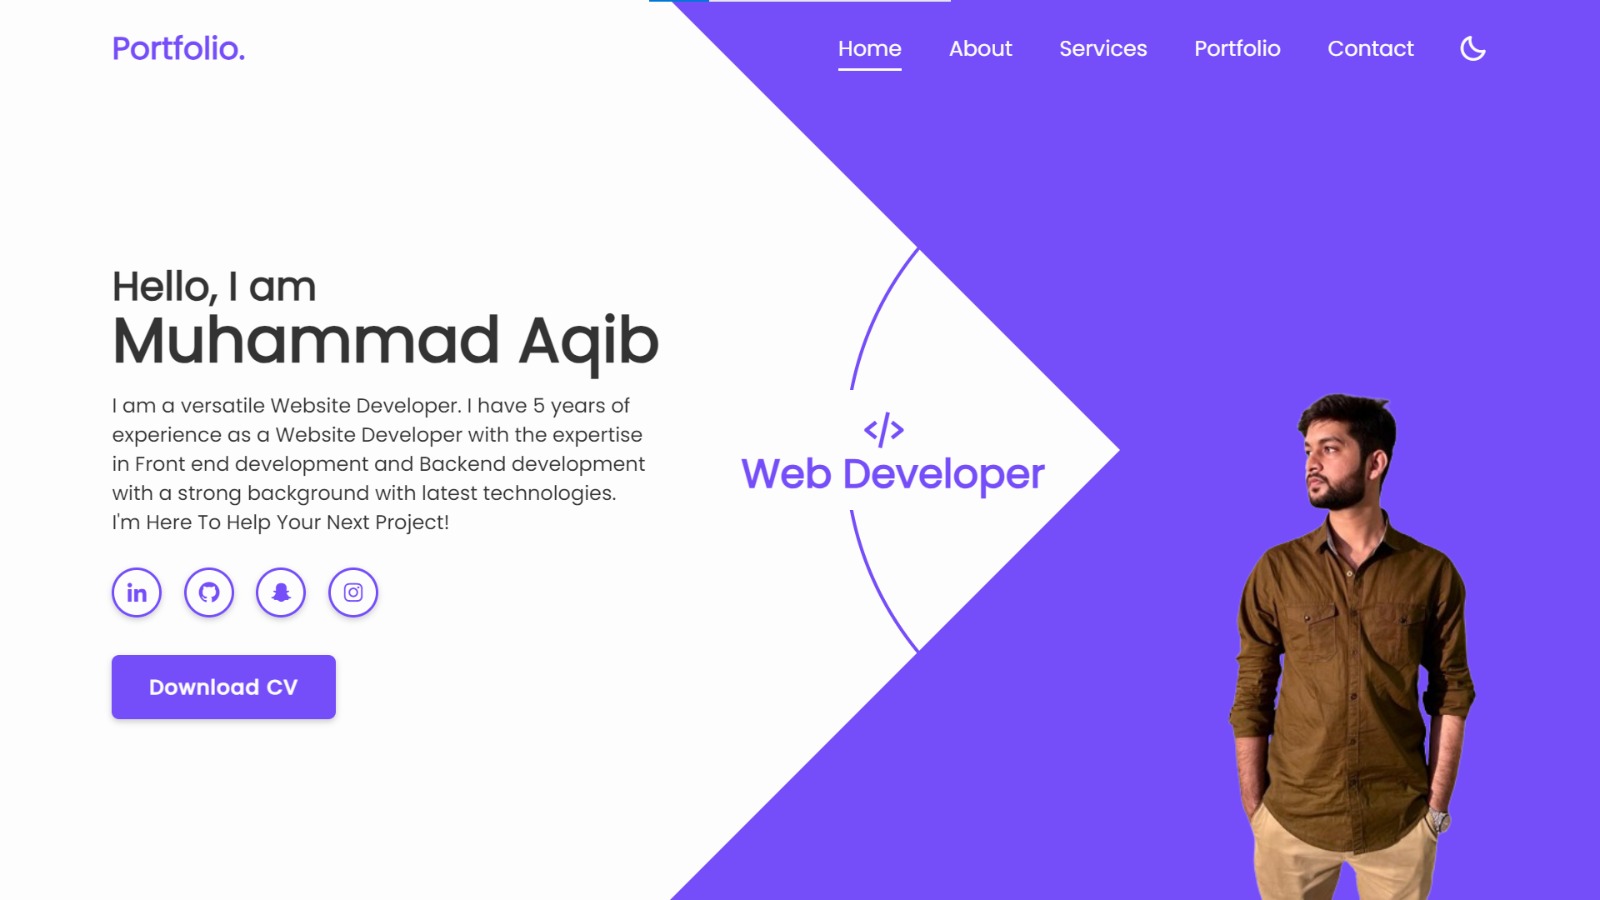 Portfolio.
Home About Services Portfolio Contact
Hello, I am
Muhammad Aqib
I am a versatile Website Developer. I have 5 years of
experience as a Website Developer with the expertise
in Front end development and Backend development
with a strong background with latest technologies.
I'm Here To Help Your Next Project!
in
Download CV
</>
Web Developer